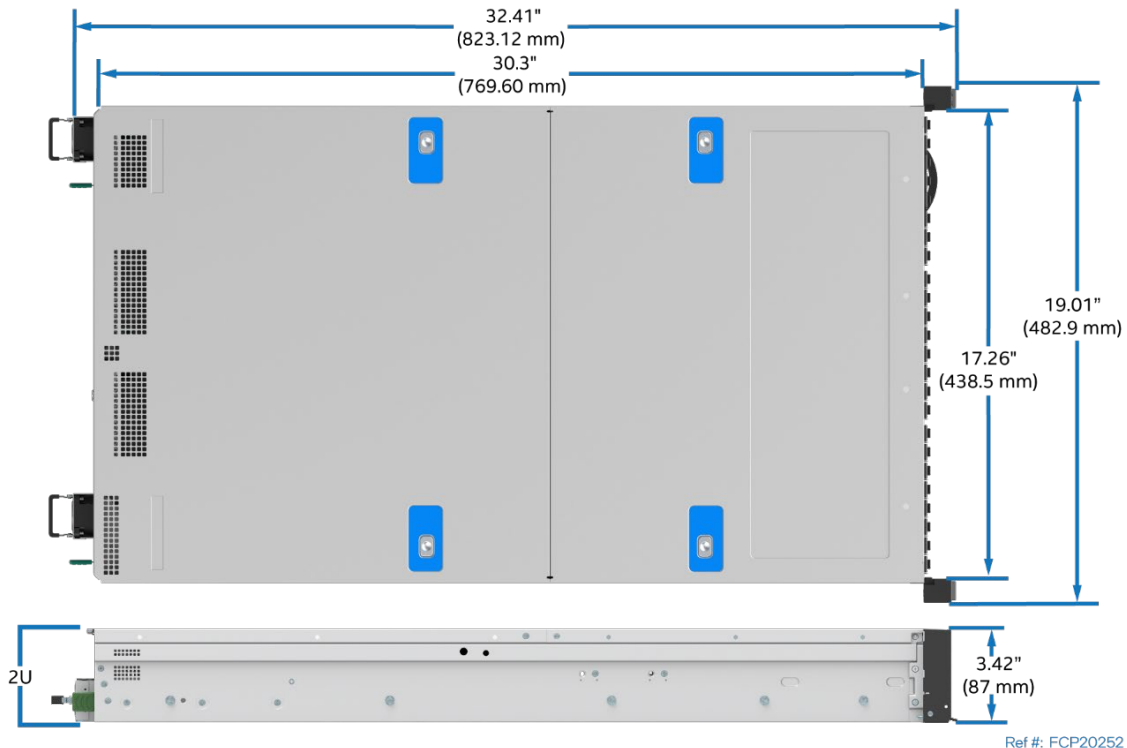 32.41"
(823.12 mm)
30.3"
(769.60 mm)
19.01"
(482.9 mm)
17.26"
(438.5 mm)
2U
3.42"
(87 mm)
Ref #: FCP20252